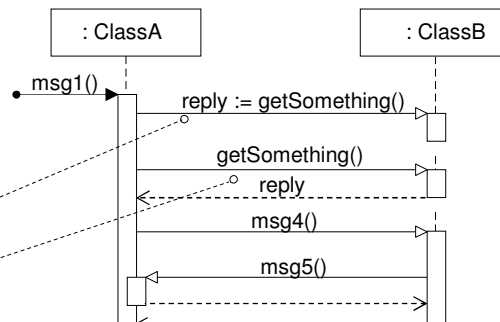 : ClassA
: ClassB
msg1()
reply := getSomething()
getSomething()
reply
msg4()
msg5()